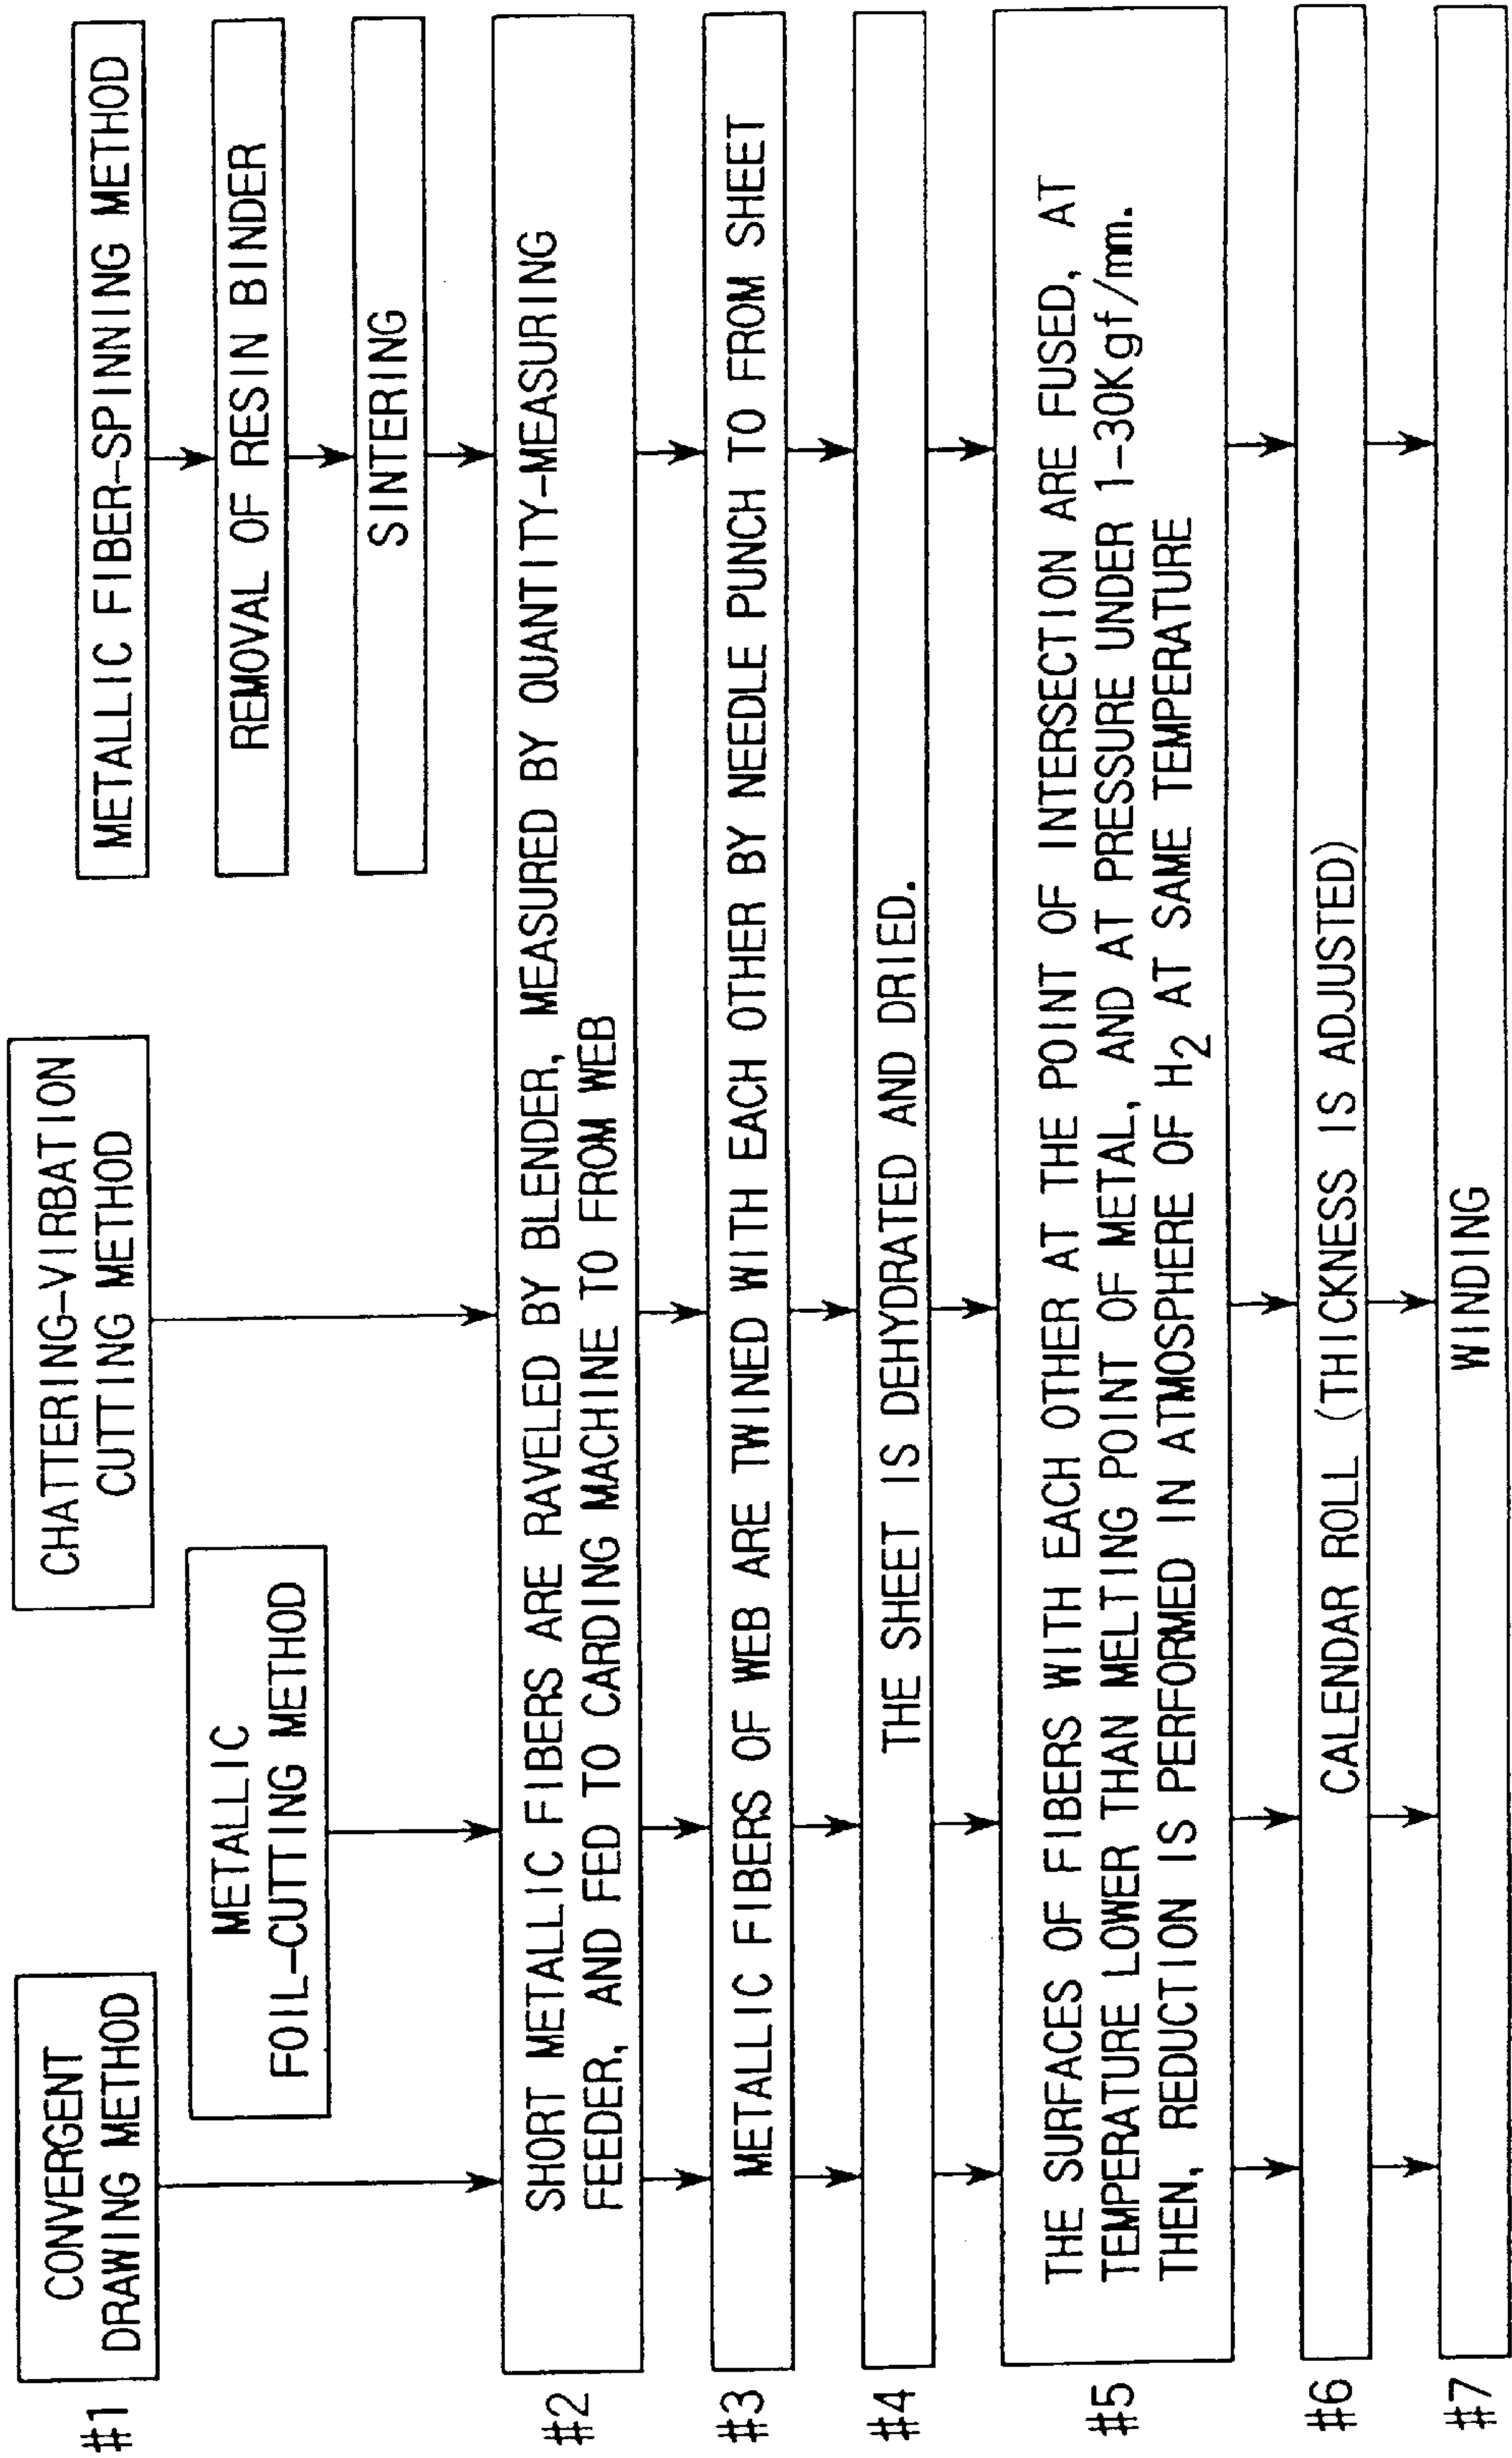 #1
CONVERGENT
DRAWING METHOD
METALLIC
FOIL-CUTTING METHOD
CHATTERING-VIRBATION
CUTTING METHOD
METALLIC FIBER-SPINNING METHOD
REMOVAL OF RESIN BINDER
SINTERING
#2
SHORT METALLIC FIBERS ARE RAVELED BY BLENDER, MEASURED BY QUANTITY-MEASURING
FEEDER, AND FED TO CARDING MACHINE TO FROM WEB
#3
METALLIC FIBERS OF WEB ARE TWINED WITH EACH OTHER BY NEEDLE PUNCH TO FROM SHEET
#4
THE SHEET IS DEHYDRATED AND DRIED.
#5
THE SURFACES OF FIBERS WITH EACH OTHER AT THE POINT OF INTERSECTION ARE FUSED, AT
TEMPERATURE LOWER THAN MELTING POINT OF METAL, AND AT PRESSURE UNDER 1-30Kgf/mm.
THEN, REDUCTION IS PERFORMED IN ATMOSPHERE OF H2 AT SAME TEMPERATURE
#6
CALENDAR ROLL (THICKNESS IS ADJUSTED)
#7
WINDING